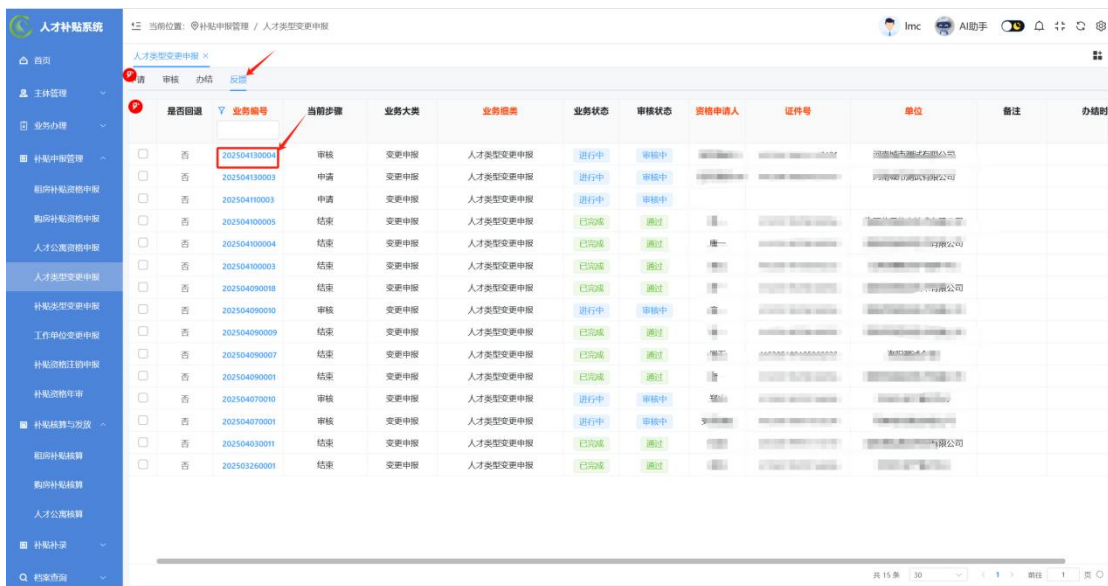 人才补贴系统
当前位置: 补贴申报管理 / 人才类型变更申报
lmc AI助手
首页
主体管理
业务办理
补贴申报管理
租房补贴资格申报
购房补贴资格申报
人才公寓资格申报
人才类型变更申报
补贴类型变更申报
工作单位变更申报
补贴资格注销申报
补贴资格年审
补贴核算与发放
租房补贴核算
购房补贴核算
人才公寓核算
补贴补录
档案查询
人才类型变更申报 ×
请 审核 办结 反馈
是否回退 业务编号 当前步骤 业务大类 业务细类 业务状态 审核状态 资格申请人 证件号 单位 备注 办结时
否 202504130004 审核 变更申报 人才类型变更申报 进行中 审核中
否 202504130003 申请 变更申报 人才类型变更申报 进行中 审核中
否 202504110003 申请 变更申报 人才类型变更申报 进行中 审核中
否 202504100005 结束 变更申报 人才类型变更申报 已完成 通过
否 202504100004 结束 变更申报 人才类型变更申报 已完成 通过 有限公司
否 202504100003 结束 变更申报 人才类型变更申报 已完成 通过
否 202504090018 结束 变更申报 人才类型变更申报 已完成 通过 有限公司
否 202504090010 审核 变更申报 人才类型变更申报 进行中 审核中
否 202504090009 结束 变更申报 人才类型变更申报 已完成 通过
否 202504090007 结束 变更申报 人才类型变更申报 已完成 通过
否 202504090001 结束 变更申报 人才类型变更申报 已完成 通过
否 202504070010 审核 变更申报 人才类型变更申报 进行中 审核中
否 202504070001 审核 变更申报 人才类型变更申报 进行中 审核中
否 202504030011 结束 变更申报 人才类型变更申报 已完成 通过 有限公司
否 202503260001 结束 变更申报 人才类型变更申报 已完成 通过
共 15 条 30 1 前往 1 页